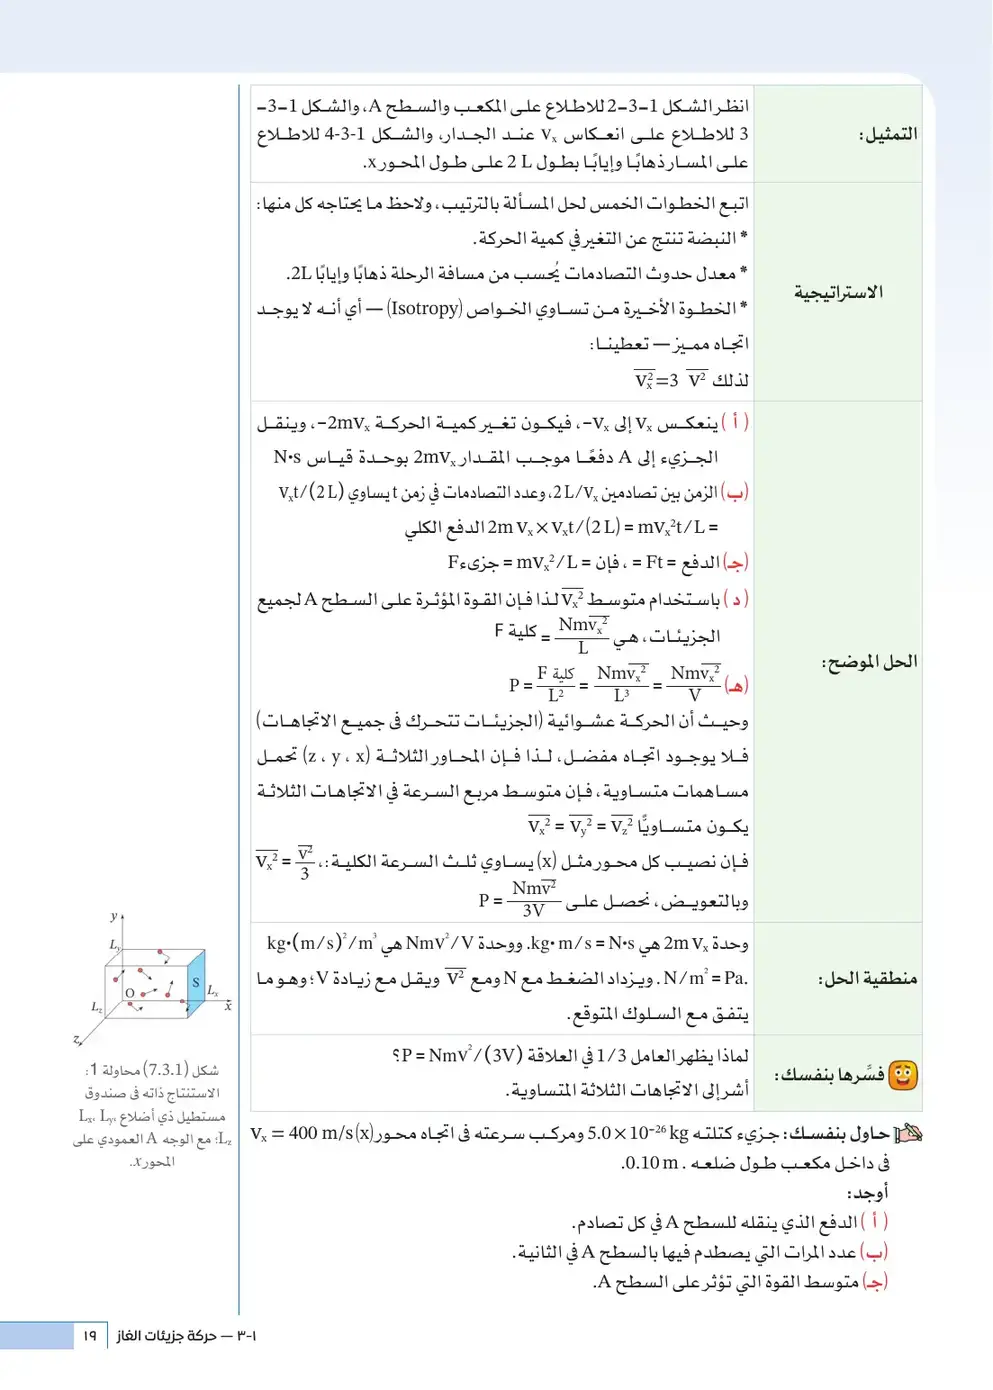 التمثيل:
انظر الشكل 1-3-2 للاطلاع على المكعب والسطح A، والشكل 1-3-
3 للاطلاع على انعكاس vₓ عند الجدار، والشكل 1-3-4 للاطلاع
على المسار ذهابًا وإيابًا بطول 2 L على طول المحور x.
الاستراتيجية
اتبع الخطوات الخمس لحل المسألة بالترتيب، ولاحظ ما يحتاجه كل منها:
* النبضة تنتج عن التغير في كمية الحركة.
* معدل حدوث التصادمات يُحسب من مسافة الرحلة ذهابًا وإيابًا 2L.
* الخطوة الأخيرة من تساوي الخواص (Isotropy) — أي أنه لا يوجد
اتجاه مميز — تعطينا:
لذلك v̅ₓ²=3 v̅²
الحل الموضح:
(أ) ينعكس vₓ إلى vₓ-، فيكون تغير كمية الحركة 2mvₓ-، وينقل
الجزيء إلى A دفعًا موجب المقدار 2mvₓ بوحدة قياس N·s
(ب) الزمن بين تصادمين 2L/vₓ، وعدد التصادمات في زمن t يساوي vₓt/(2L)
2m vₓ × vₓt/(2L) = mvₓ²t/L = الدفع الكلي
(جـ) الدفع = Ft = ، فإن = mvₓ²/L = جزيء F
(د) باستخدام متوسط v̅ₓ² لذا فإن القوة المؤثرة على السطح A لجميع
الجزيئات، هي Nmv̅ₓ²/L = كلية F
(هـ) P = كلية F/L² = Nmv̅ₓ²/L³ = Nmv̅ₓ²/V
وحيث أن الحركة عشوائية (الجزيئات تتحرك في جميع الاتجاهات)
فلا يوجود اتجاه مفضل، لذا فإن المحاور الثلاثة (z ، y ، x) تحمل
مساهمات متساوية، فإن متوسط مربع السرعة في الاتجاهات الثلاثة
يكون متساويًا v̅ₓ² = v̅ᵧ² = v̅_z²
فإن نصيب كل محور مثل (x) يساوي ثلث السرعة الكلية:، v̅ₓ² = v̅²/3
وبالتعويض، نحصل على P = Nmv̅²/3V
منطقية الحل:
وحدة 2m vₓ هي kg· m/s = N·s. ووحدة Nmv²/V هي kg·(m/s)²/m³
N/m² = Pa. . ويزداد الضغط مع N ومع v̅² ويقل مع زيادة V؛ وهو ما
يتفق مع السلوك المتوقع.
فسِّرها بنفسك:
لماذا يظهر العامل 1/3 في العلاقة P = Nmv²/(3V)؟
أشر إلى الاتجاهات الثلاثة المتساوية.
حاول بنفسك: جزيء كتلته 5.0 × 10⁻²⁶ kg ومركب سرعته في اتجاه محور(x) vₓ = 400 m/s
في داخل مكعب طول ضلعه 0.10 m .
أوجد:
(أ) الدفع الذي ينقله للسطح A في كل تصادم.
(ب) عدد المرات التي يصطدم فيها بالسطح A في الثانية.
(جـ) متوسط القوة التي تؤثر على السطح A.
y
Lᵧ
S
O
Lₓ
x
L_z
z
شكل (7.3.1) محاولة 1:
الاستنتاج ذاته في صندوق
مستطيل ذي أضلاع Lₓ، Lᵧ،
L_z؛ مع الوجه A العمودي على
المحور x.
١-٣ — حركة جزيئات الغاز
١٩